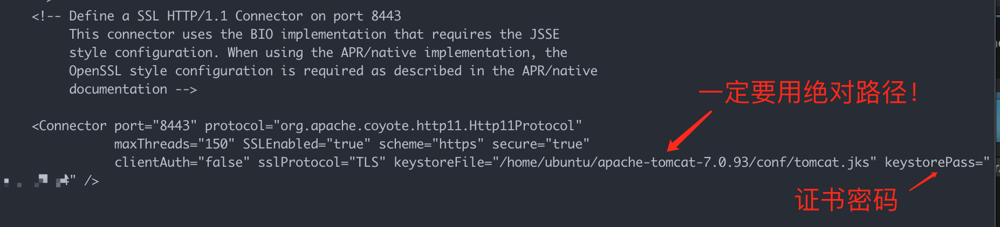 <!-- Define a SSL HTTP/1.1 Connector on port 8443
This connector uses the BIO implementation that requires the JSSE
style configuration. When using the APR/native implementation, the
OpenSSL style configuration is required as described in the APR/native
documentation -->
一定要用绝对路径!
<Connector port="8443" protocol="org.apache.coyote.http11.Http11Protocol"
maxThreads="150" SSLEnabled="true" scheme="https" secure="true"
clientAuth="false" sslProtocol="TLS" keystoreFile="/home/ubuntu/apache-tomcat-7.0.93/conf/tomcat.jks" keystorePass="
" />
证书密码